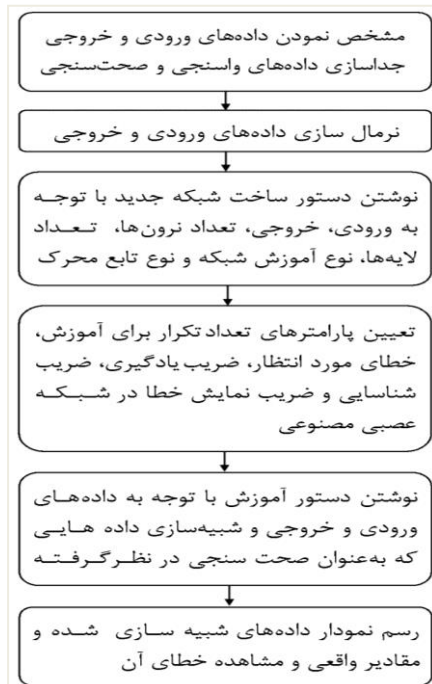 مشخص نمودن داده‌های ورودی و خروجی
جداسازی داده‌های واسنجی و صحت‌سنجی
نرمال سازی داده‌های ورودی و خروجی
نوشتن دستور ساخت شبکه جدید با توجه
به ورودی، خروجی، تعداد نرون‌ها، تعداد
لایه‌ها، نوع آموزش شبکه و نوع تابع محرک
تعیین پارامترهای تعداد تکرار برای آموزش،
خطای مورد انتظار، ضریب یادگیری، ضریب
شناسایی و ضریب نمایش خطا در شبکه
عصبی مصنوعی
نوشتن دستور آموزش با توجه به داده‌های
ورودی و خروجی و شبیه‌سازی داده هایی
که به‌عنوان صحت سنجی در نظرگرفته
رسم نمودار داده‌های شبیه سازی شده و
مقادیر واقعی و مشاهده خطای آن